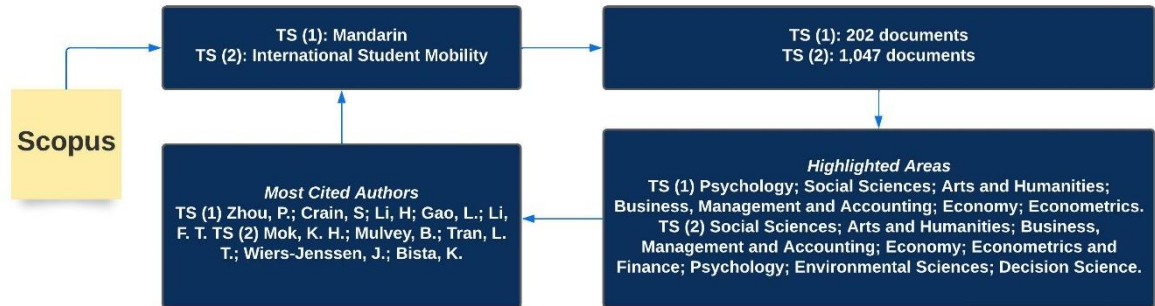 Scopus
TS (1): Mandarin
TS (2): International Student Mobility
TS (1): 202 documents
TS (2): 1,047 documents
Highlighted Areas
TS (1) Psychology; Social Sciences; Arts and Humanities;
Business, Management and Accounting; Economy; Econometrics.
TS (2) Social Sciences; Arts and Humanities; Business,
Management and Accounting; Economy; Econometrics and
Finance; Psychology; Environmental Sciences; Decision Science.
Most Cited Authors
TS (1) Zhou, P.; Crain, S; Li, H; Gao, L.; Li,
F. T. TS (2) Mok, K. H.; Mulvey, B.; Tran, L.
T.; Wiers-Jenssen, J.; Bista, K.